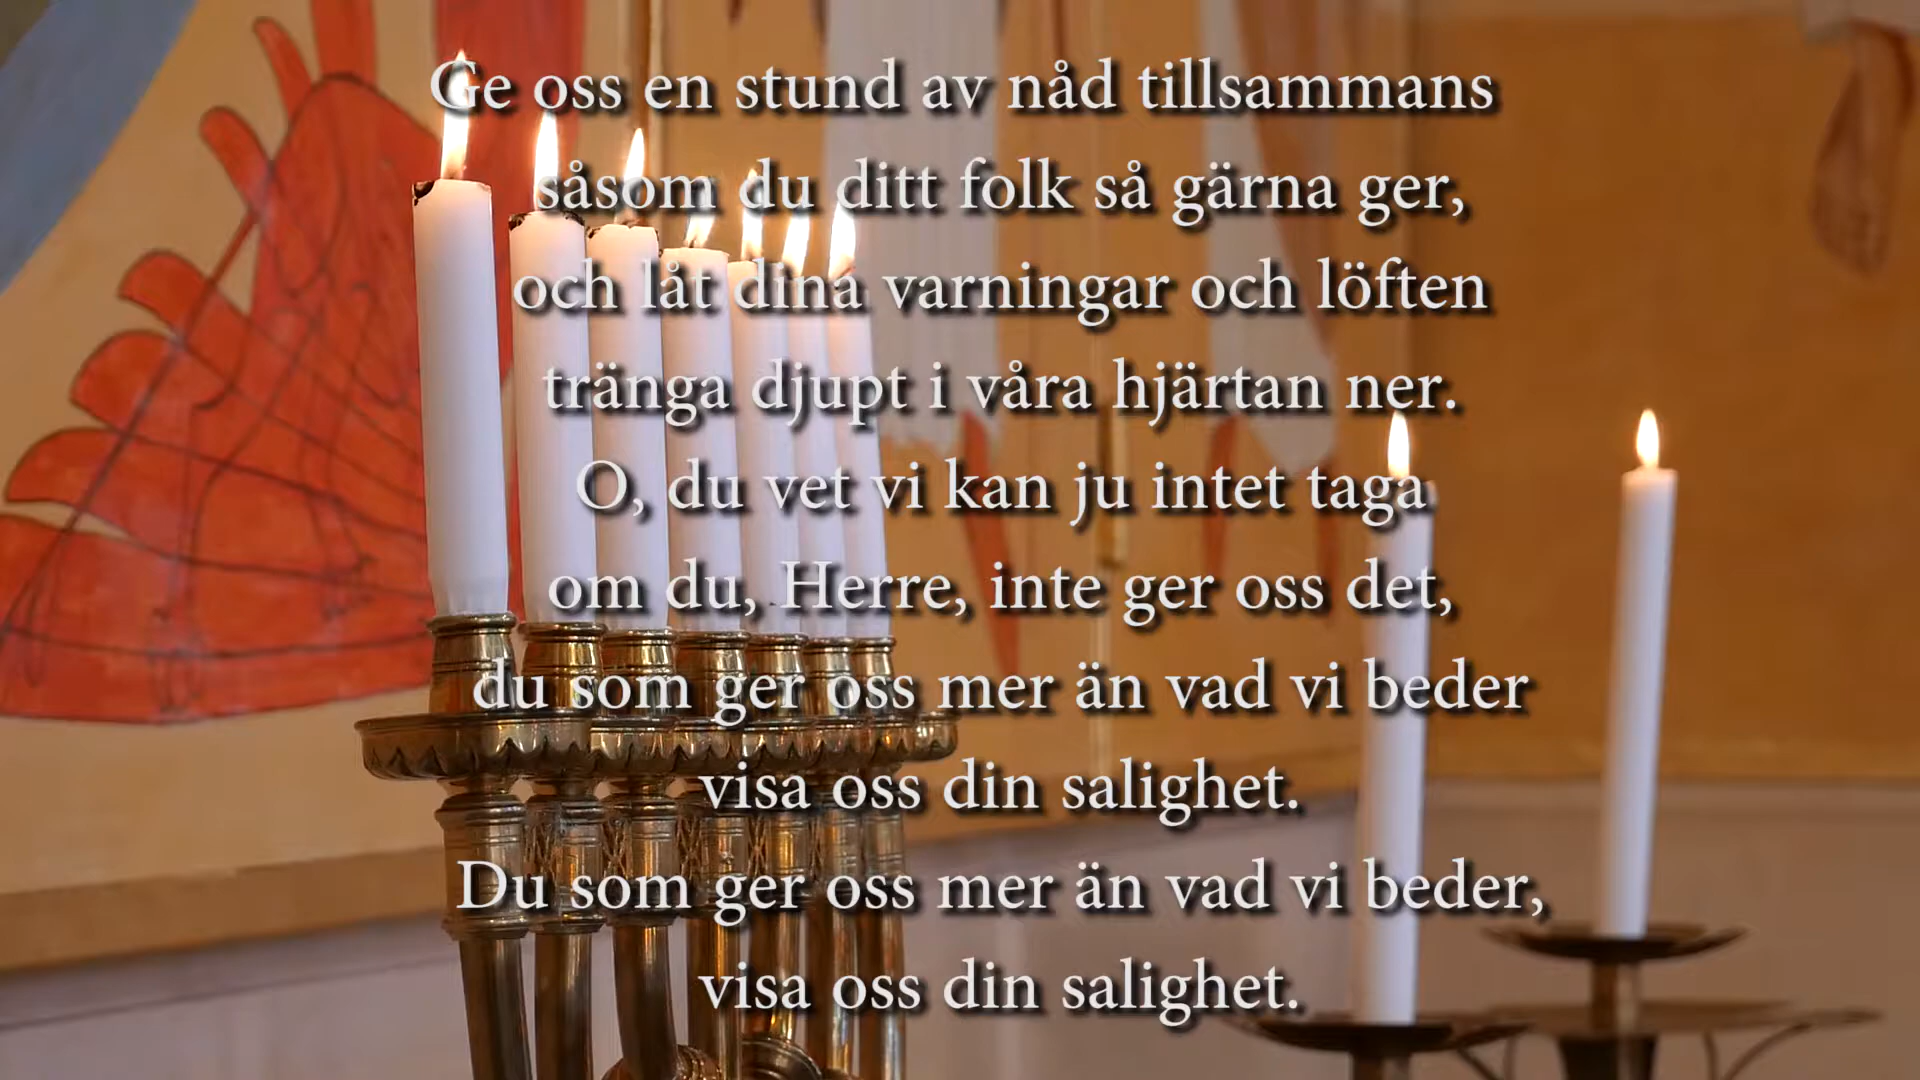 Ge oss en stund av nåd tillsammans
såsom du ditt folk så gärna ger,
och låt dina varningar och löften
tränga djupt i våra hjärtan ner.
O, du vet vi kan ju intet taga
om du, Herre, inte ger oss det,
du som ger oss mer än vad vi beder
visa oss din salighet.
Du som ger oss mer än vad vi beder,
visa oss din salighet.